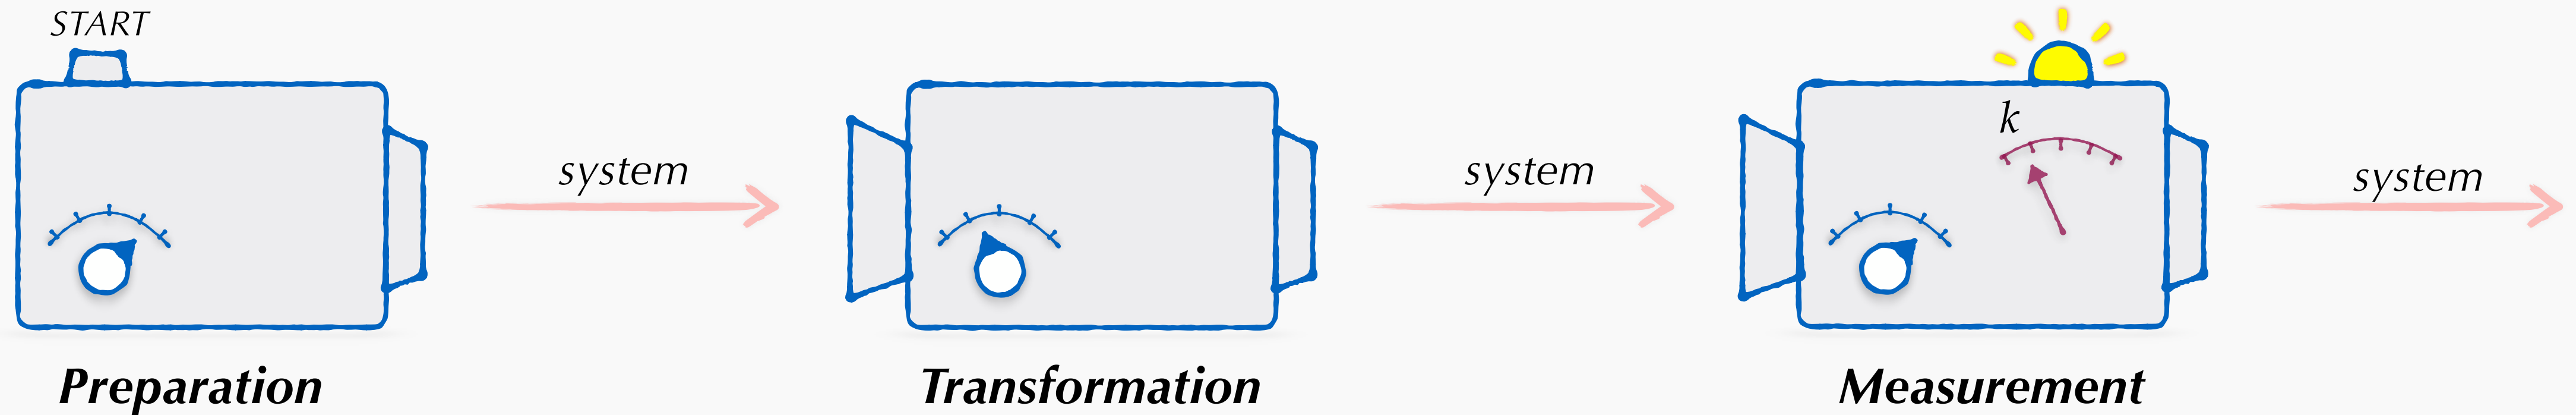 START
system
system
k
system
Preparation
Transformation
Measurement